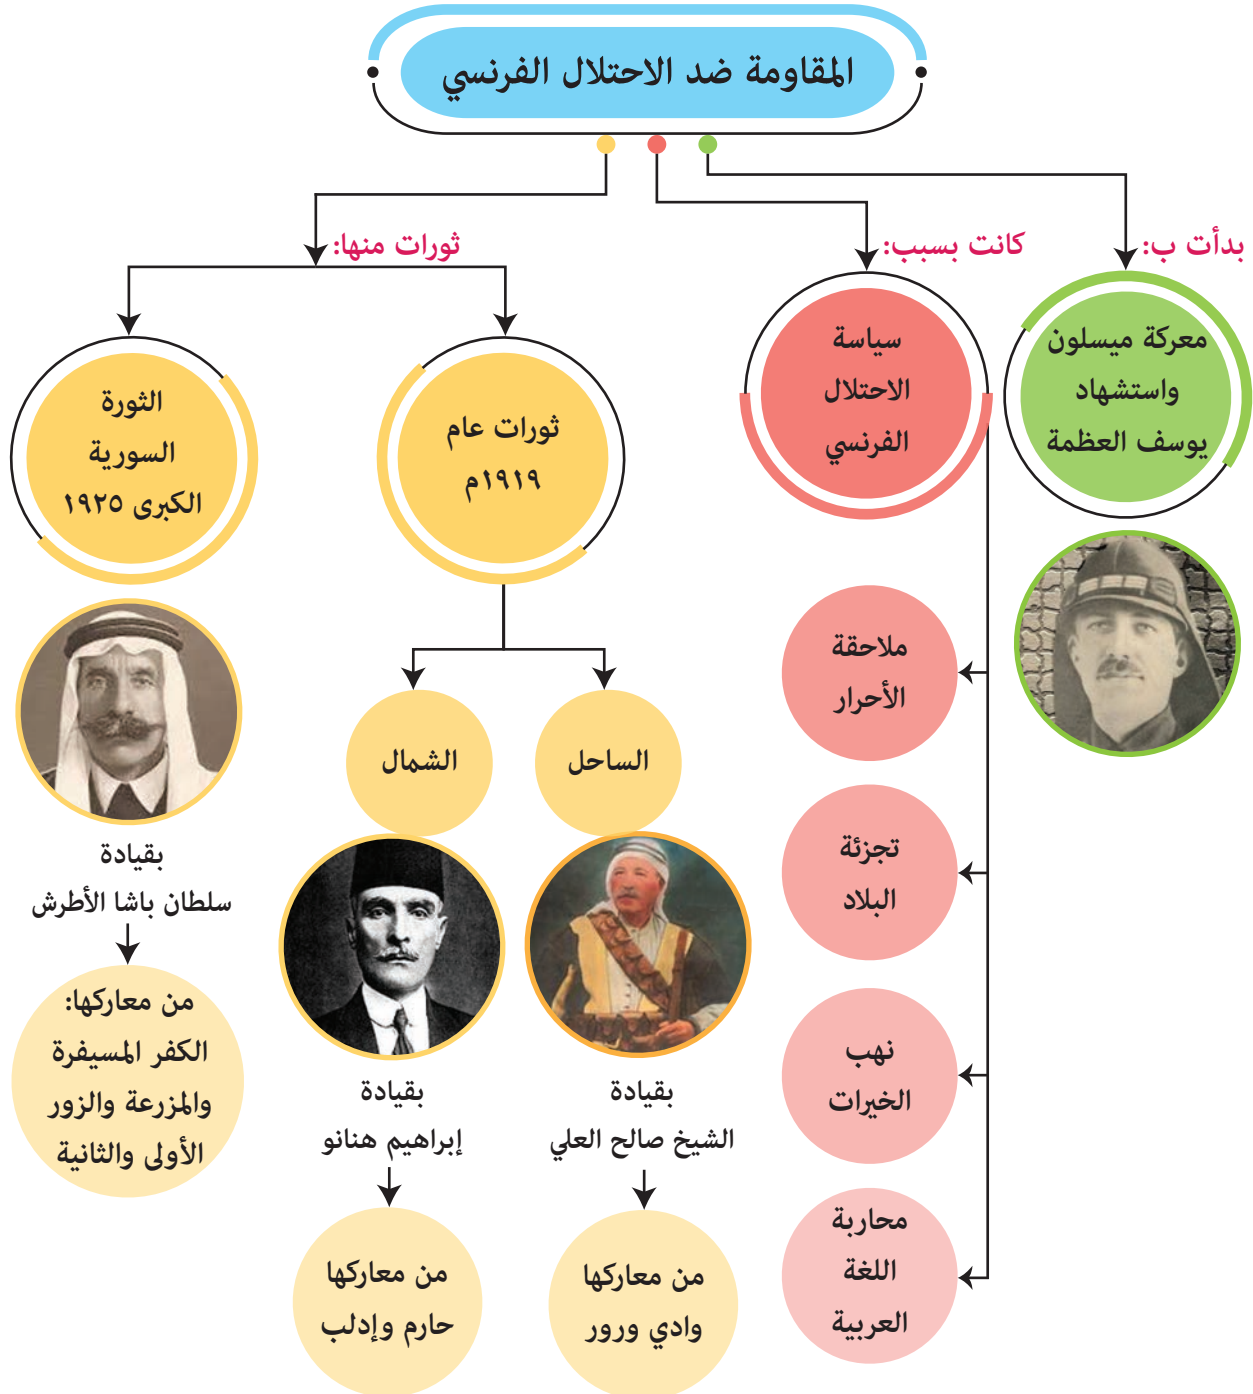 المقاومة ضد الاحتلال الفرنسي
بدأت ب:
معركة ميسلون
واستشهاد
يوسف العظمة
كانت بسبب:
سياسة
الاحتلال
الفرنسي
ملاحقة
الأحرار
تجزئة
البلاد
نهب
الخيرات
محاربة
اللغة
العربية
ثورات منها:
ثورات عام
١٩١٩م
الساحل
بقيادة
الشيخ صالح العلي
من معاركها
وادي ورور
الشمال
بقيادة
إبراهيم هنانو
من معاركها
حارم وإدلب
الثورة
السورية
الكبرى ١٩٢٥
بقيادة
سلطان باشا الأطرش
من معاركها:
الكفر المسيفرة
والمزرعة والزور
الأولى والثانية